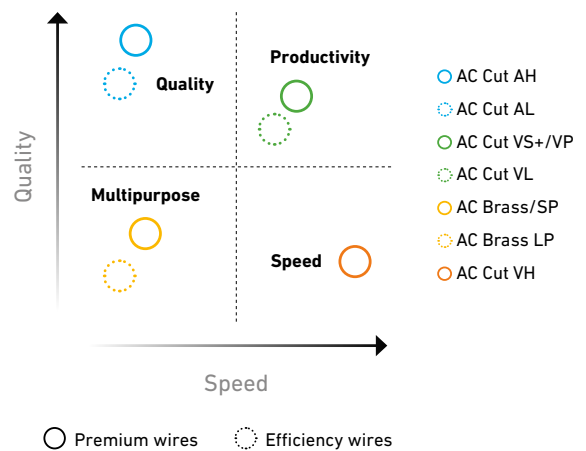 Productivity
Quality
AC Cut AH
AC Cut AL
AC Cut VS+/VP
AC Cut VL
AC Brass/SP
AC Brass LP
AC Cut VH
Quality
Multipurpose
Speed
Speed
Premium wires
Efficiency wires